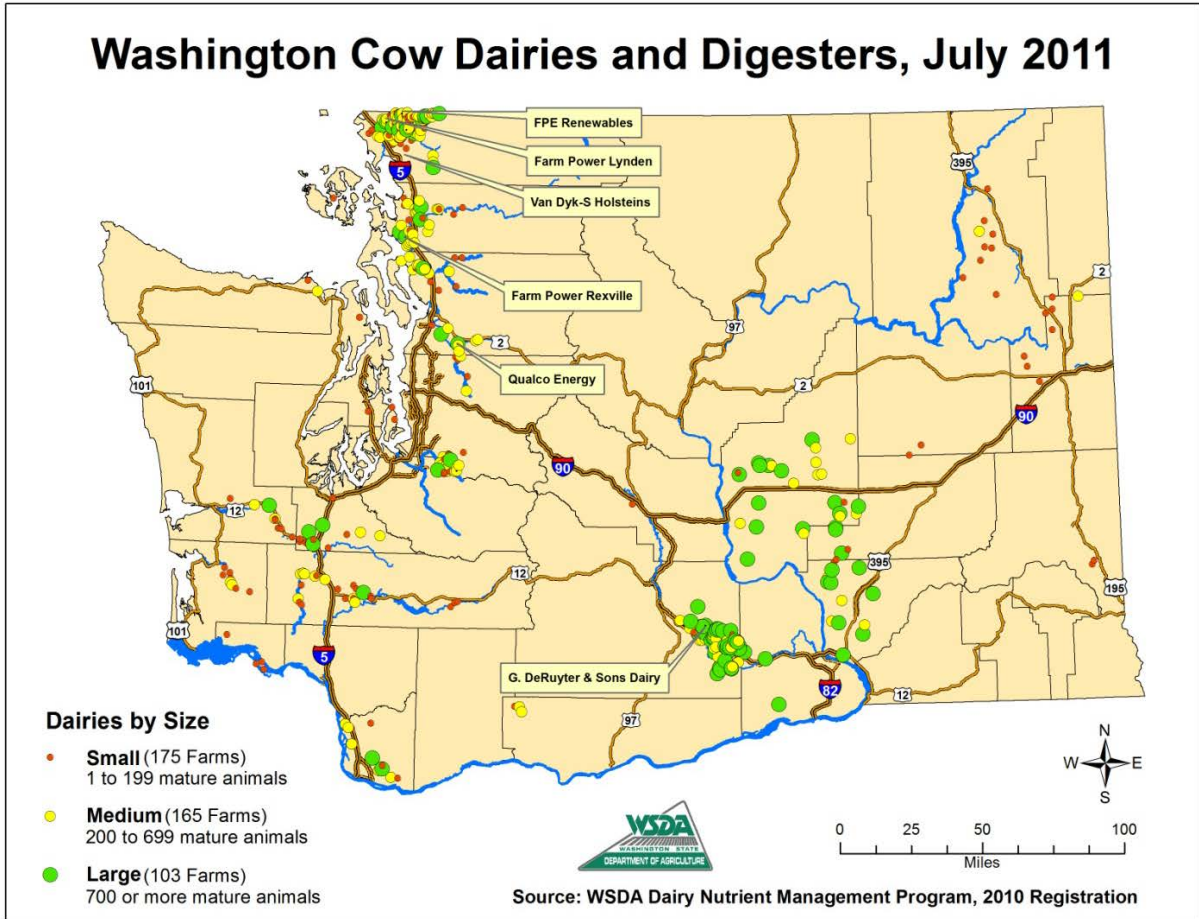 Washington Cow Dairies and Digesters, July 2011
FPE Renewables
Farm Power Lynden
5
395
Van Dyk-S Holsteins
2
Farm Power Rexville
97
2
Qualco Energy
101
2
90
90
12
395
12
195
101
5
G. DeRuyter & Sons Dairy
82
12
97
Dairies by Size
Small (175 Farms)
1 to 199 mature animals
Medium (165 Farms)
200 to 699 mature animals
Large (103 Farms)
700 or more mature animals
WSDA
WASHINGTON STATE
DEPARTMENT OF AGRICULTURE
N
W E
S
0 25 50 100
Miles
Source: WSDA Dairy Nutrient Management Program, 2010 Registration